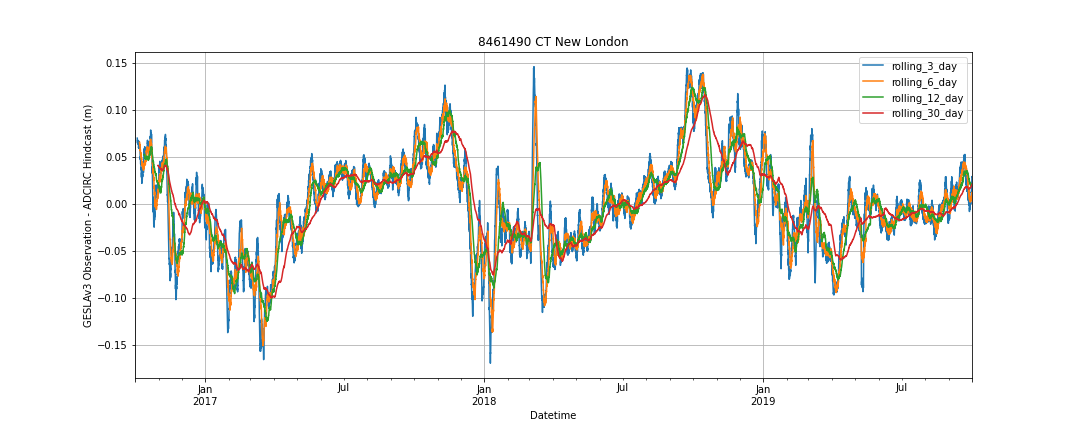 8461490 CT New London
GESLAv3 Observation - ADCIRC Hindcast (m)
0.15
0.10
0.05
0.00
−0.05
−0.10
−0.15
rolling_3_day
rolling_6_day
rolling_12_day
rolling_30_day
Jan Jul Jan Jul Jan Jul
2017 2018 2019
Datetime